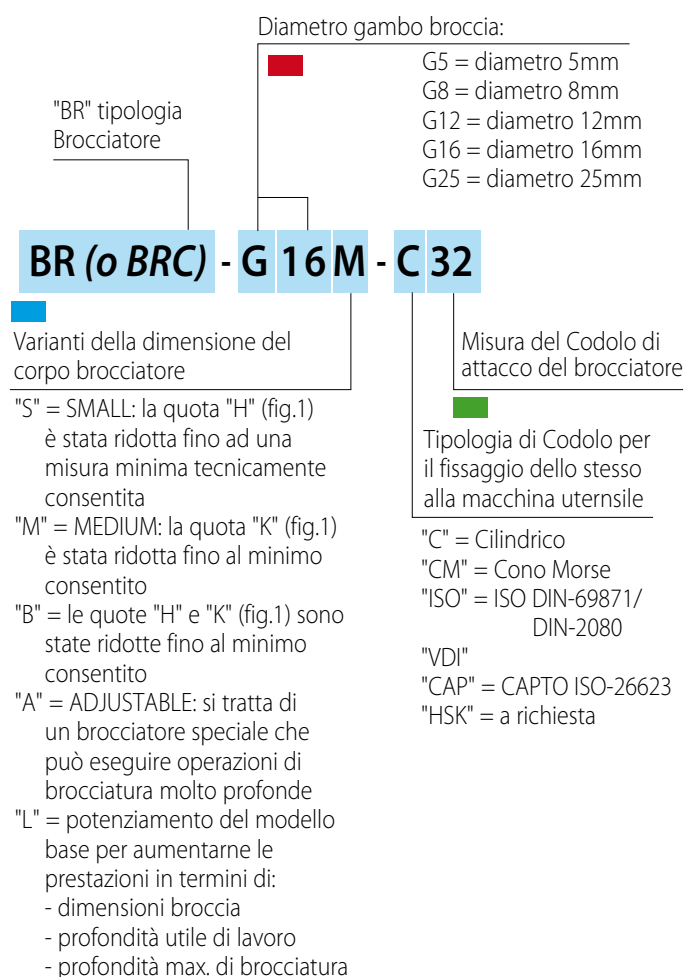 Diametro gambo broccia:
G5 = diametro 5mm
G8 = diametro 8mm
G12 = diametro 12mm
G16 = diametro 16mm
G25 = diametro 25mm
"BR" tipologia
Brocciatore
BR (o BRC) - G 16 M - C 32
Varianti della dimensione del
corpo brocciatore
"S" = SMALL: la quota "H" (fig.1)
è stata ridotta fino ad una
misura minima tecnicamente
consentita
"M" = MEDIUM: la quota "K" (fig.1)
è stata ridotta fino al minimo
consentito
"B" = le quote "H" e "K" (fig.1) sono
state ridotte fino al minimo
consentito
"A" = ADJUSTABLE: si tratta di
un brocciatore speciale che
può eseguire operazioni di
brocciatura molto profonde
"L" = potenziamento del modello
base per aumentarne le
prestazioni in termini di:
- dimensioni broccia
- profondità utile di lavoro
- profondità max. di brocciatura
Misura del Codolo di
attacco del brocciatore
Tipologia di Codolo per
il fissaggio dello stesso
alla macchina uternsile
"C" = Cilindrico
"CM" = Cono Morse
"ISO" = ISO DIN-69871/
DIN-2080
"VDI"
"CAP" = CAPTO ISO-26623
"HSK" = a richiesta